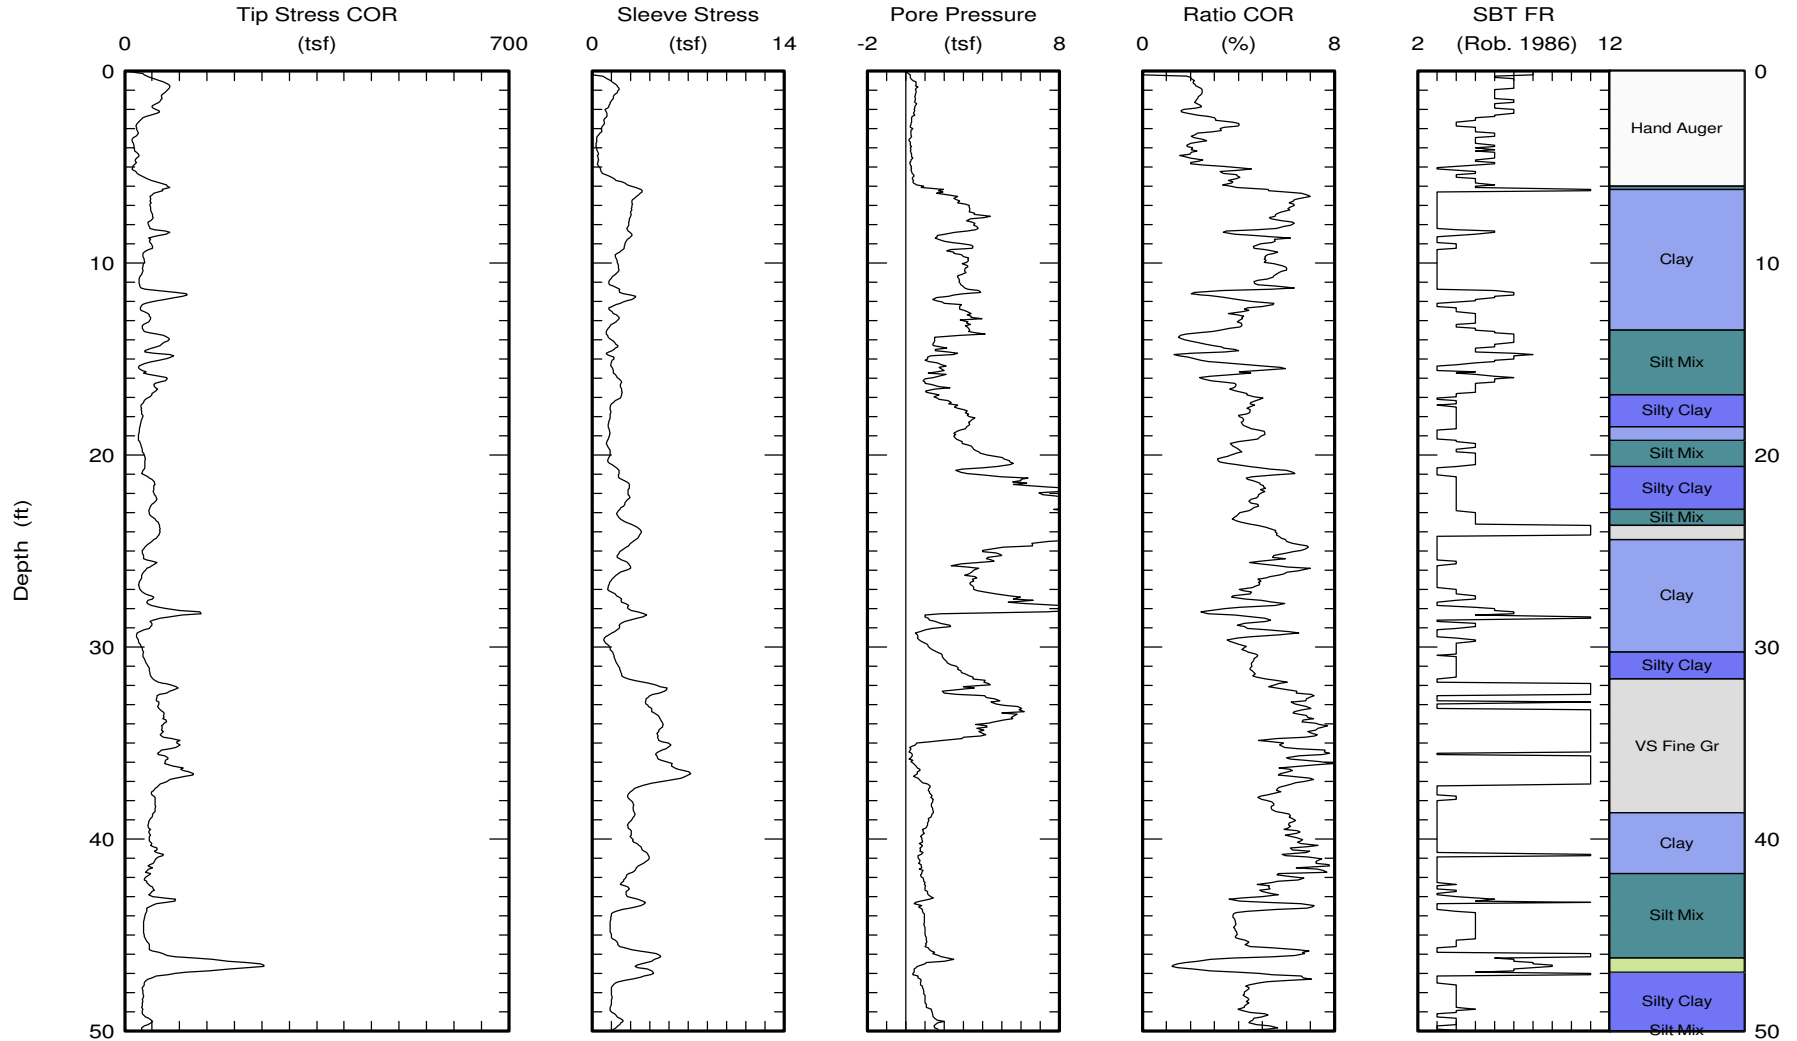 Tip Stress COR Sleeve Stress Pore Pressure Ratio COR SBT FR
0 (tsf) 700 0 (tsf) 14 -2 (tsf) 8 0 (%) 8 2 (Rob. 1986) 12
0 0
Hand Auger
Clay
10 10
Silt Mix
Silty Clay
20 Silt Mix 20
Silty Clay
Silt Mix
Depth (ft)
Clay
30 30
Silty Clay
VS Fine Gr
40 Clay 40
Silt Mix
Silty Clay
50 Silt Mix 50